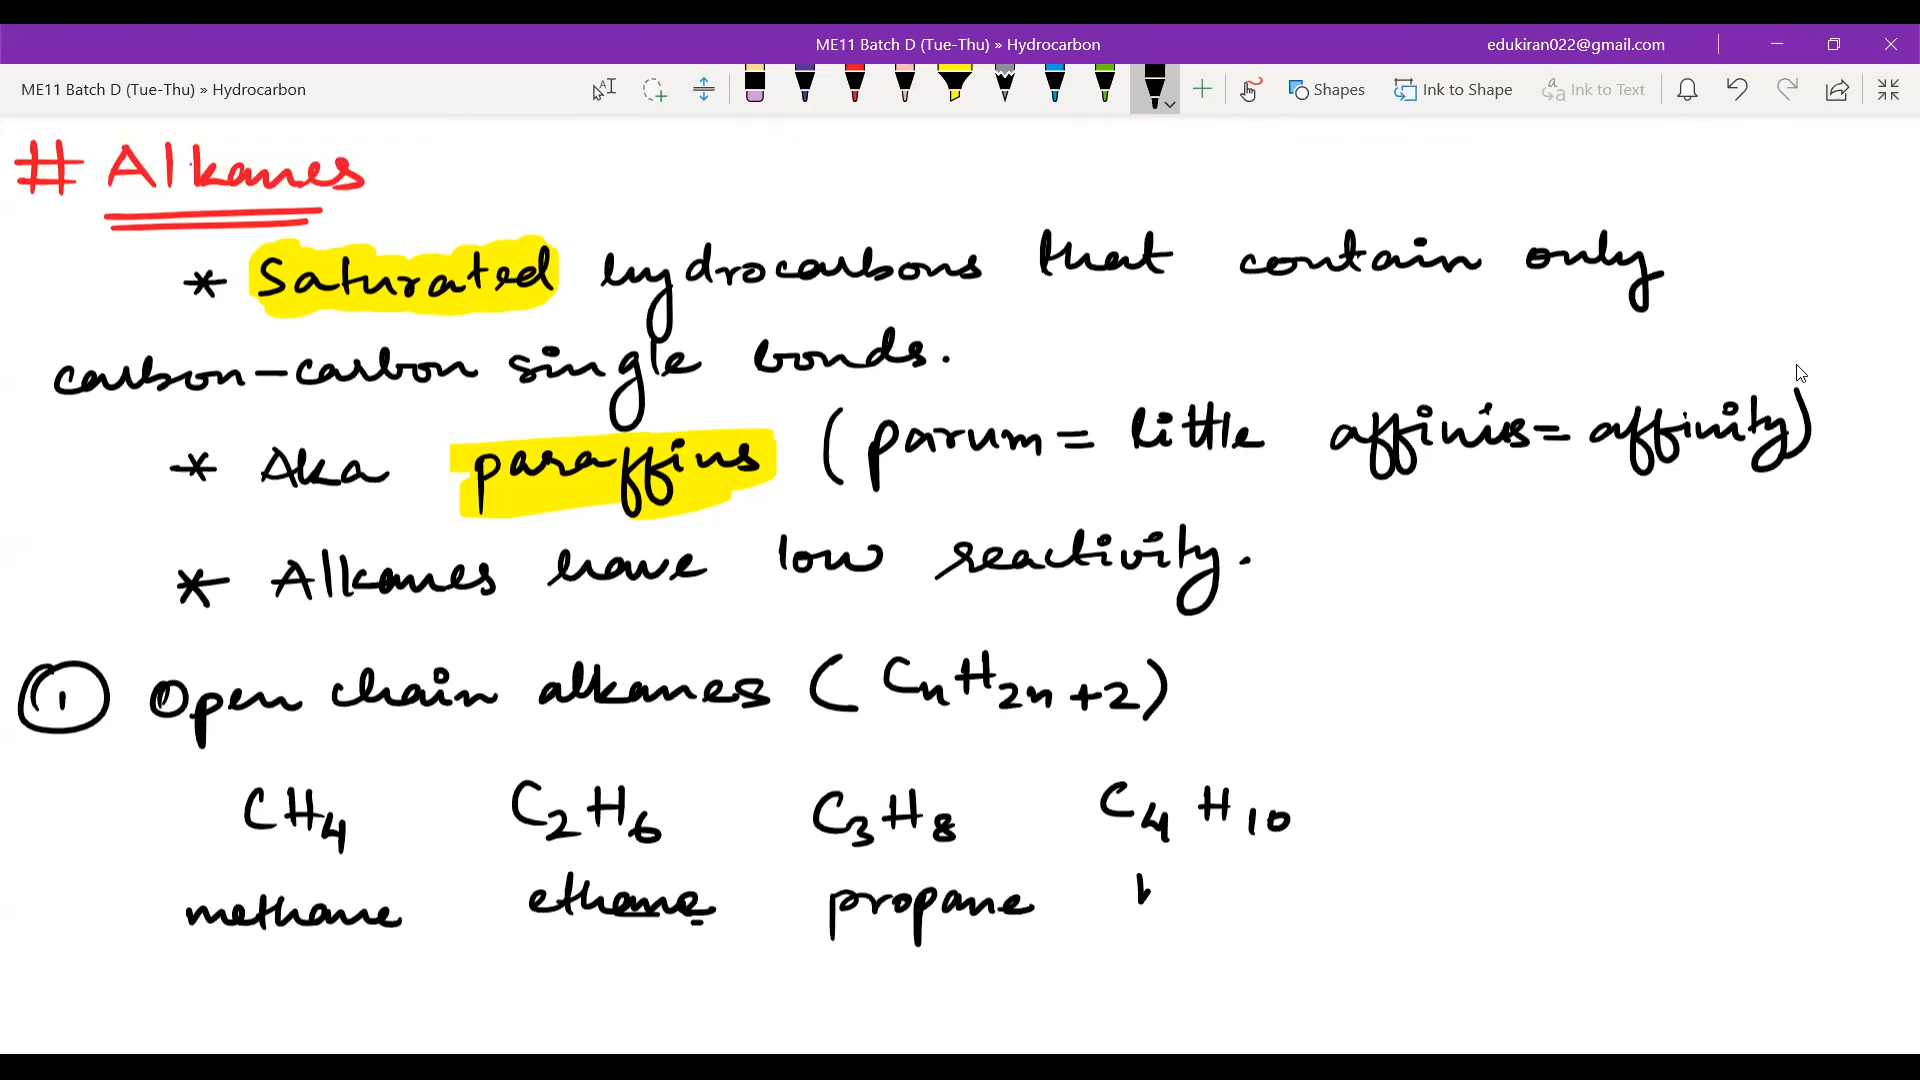 ME11 Batch D (Tue-Thu) » Hydrocarbon edukiran022@gmail.com
ME11 Batch D (Tue-Thu) » Hydrocarbon Shapes Ink to Shape Ink to Text
# Alkanes
* Saturated hydrocarbons that contain only
carbon-carbon single bonds.
* Aka paraffins (parum = little affinis = affinity)
* Alkanes have low reactivity.
① Open chain alkanes (CnH2n+2)
CH4 C2H6 C3H8 C4H10
methane ethane propane